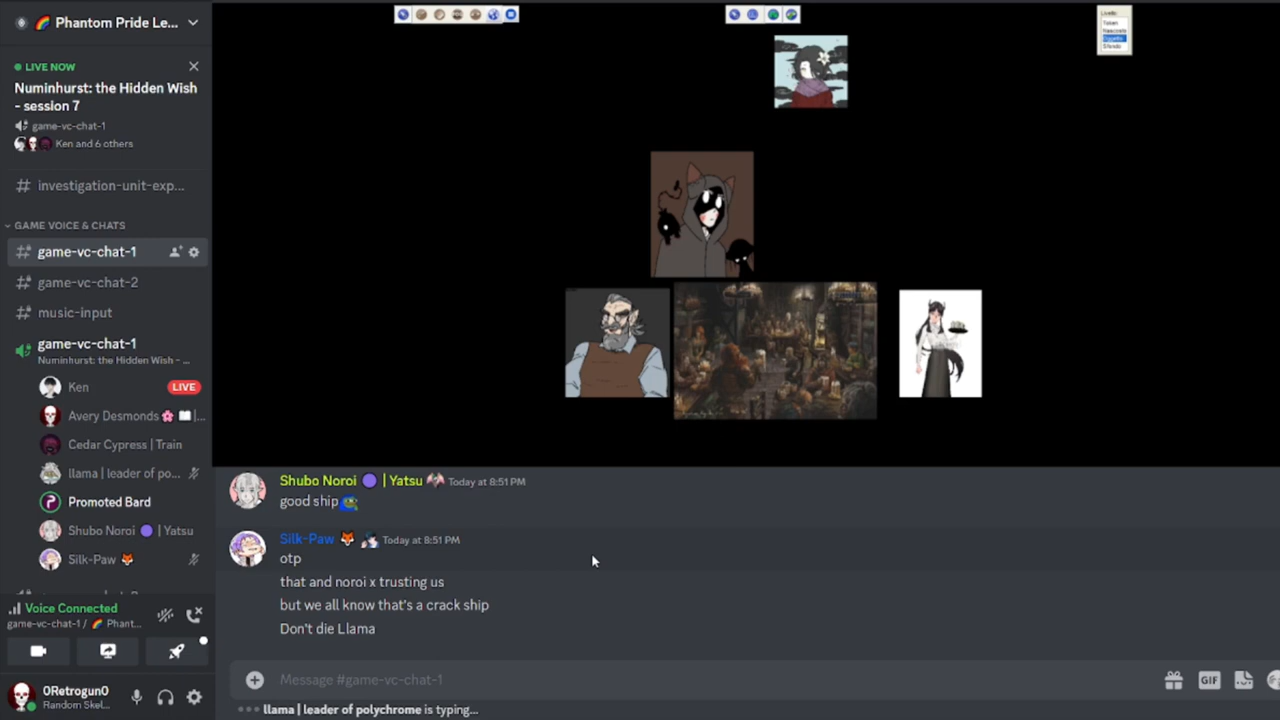 Phantom Pride Le...
LIVE NOW
Numinhurst: the Hidden Wish
- session 7
game-vc-chat-1
Ken and 6 others
investigation-unit-exp...
GAME VOICE & CHATS
game-vc-chat-1
game-vc-chat-2
music-input
game-vc-chat-1
Numinhurst: the Hidden Wish - ...
Ken LIVE
Avery Desmonds |...
Cedar Cypress | Train
llama | leader of po...
Promoted Bard
Shubo Noroi | Yatsu
Silk-Paw
Voice Connected
game-vc-chat-1 / Phant...
0Retrogun0
Random Skel...
Token
Shubo Noroi | Yatsu Today at 8:51 PM
good ship
Silk-Paw Today at 8:51 PM
otp
that and noroi x trusting us
but we all know that's a crack ship
Don't die Llama
Message #game-vc-chat-1
GIF
llama | leader of polychrome is typing...